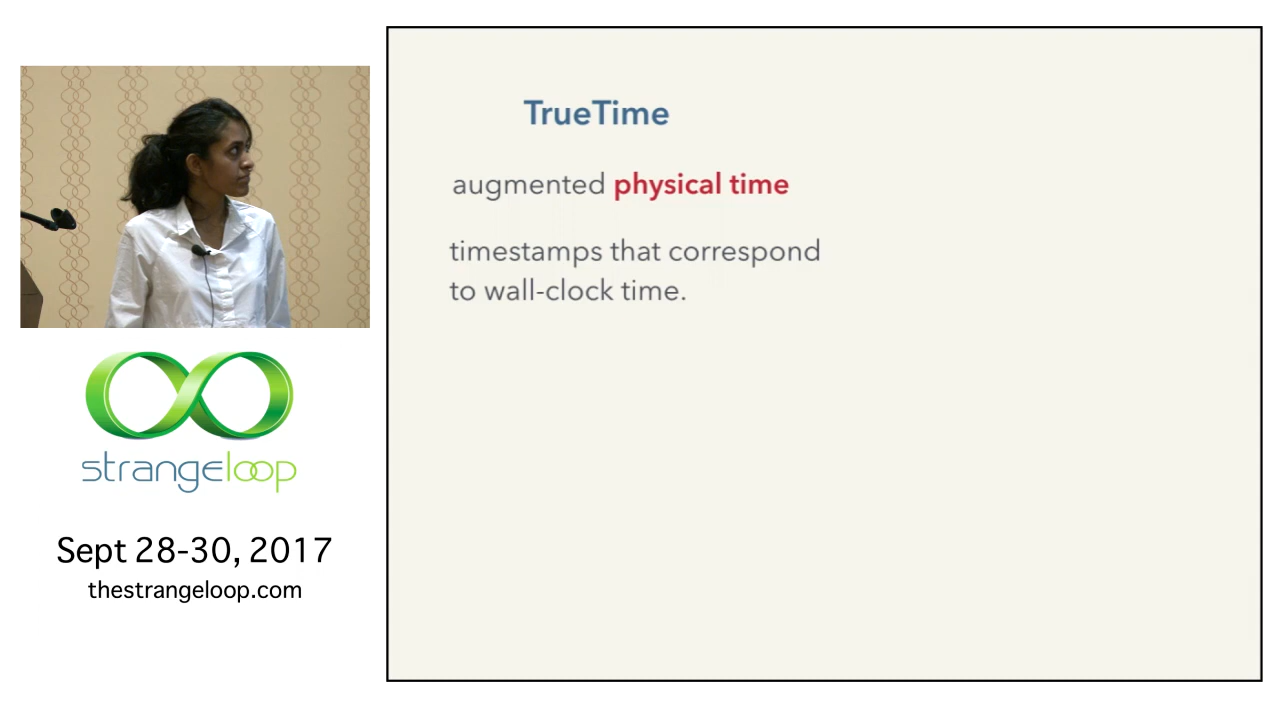 TrueTime
augmented physical time
timestamps that correspond
to wall-clock time.
strangeloop
Sept 28-30, 2017
thestrangeloop.com